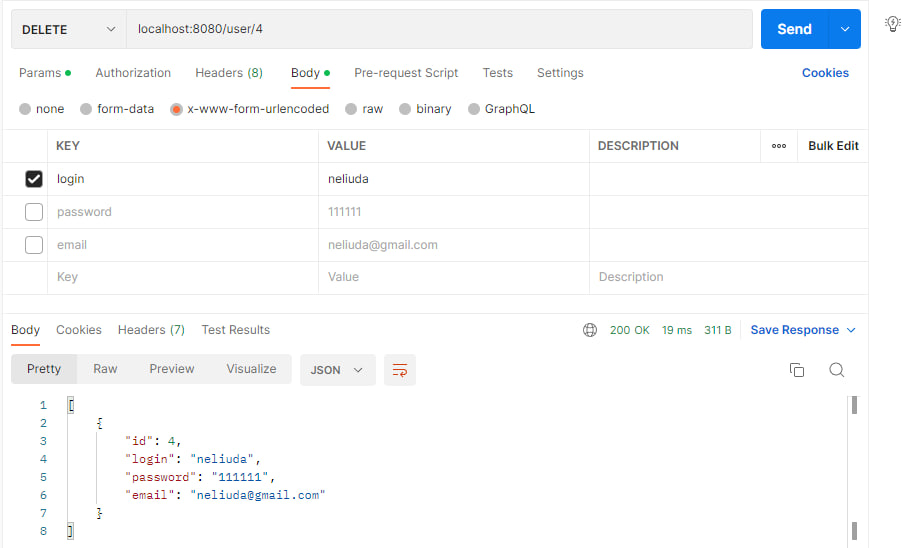 DELETE localhost:8080/user/4 Send
Params Authorization Headers (8) Body Pre-request Script Tests Settings Cookies
none form-data x-www-form-urlencoded raw binary GraphQL
KEY VALUE DESCRIPTION ooo Bulk Edit
login neliuda
password 111111
email neliuda@gmail.com
Key Value Description
Body Cookies Headers (7) Test Results 200 OK 19 ms 311 B Save Response
Pretty Raw Preview Visualize JSON
1 [
2 {
3 "id": 4,
4 "login": "neliuda",
5 "password": "111111",
6 "email": "neliuda@gmail.com"
7 }
8 ]